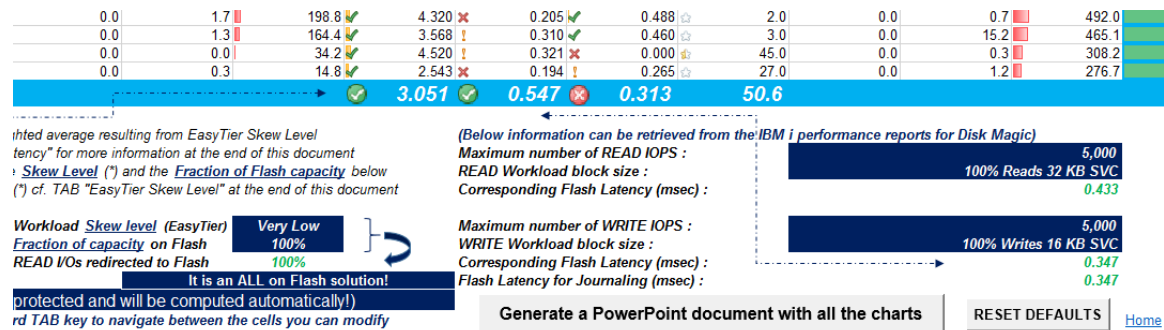 0.0 1.7 198.8 4.320 0.205 0.488 2.0 0.0 0.7 492.0
0.0 1.3 164.4 3.568 0.310 0.460 3.0 0.0 15.2 465.1
0.0 0.0 34.2 4.520 0.321 0.000 45.0 0.0 0.3 308.2
0.0 0.3 14.8 2.543 0.194 0.265 27.0 0.0 1.2 276.7
3.051 0.547 0.313 50.6
hted average resulting from EasyTier Skew Level
tency" for more information at the end of this document
Skew Level (*) and the Fraction of Flash capacity below
(*) cf. TAB "EasyTier Skew Level" at the end of this document
(Below information can be retrieved from the IBM i performance reports for Disk Magic)
Maximum number of READ IOPS : 5,000
READ Workload block size : 100% Reads 32 KB SVC
Corresponding Flash Latency (msec) : 0.433
Workload Skew level (EasyTier) Very Low
Fraction of capacity on Flash 100%
READ I/Os redirected to Flash 100%
It is an ALL on Flash solution!
protected and will be computed automatically!)
rd TAB key to navigate between the cells you can modify
Maximum number of WRITE IOPS : 5,000
WRITE Workload block size : 100% Writes 16 KB SVC
Corresponding Flash Latency (msec) : 0.347
Flash Latency for Journaling (msec) : 0.347
Generate a PowerPoint document with all the charts
RESET DEFAULTS
Home